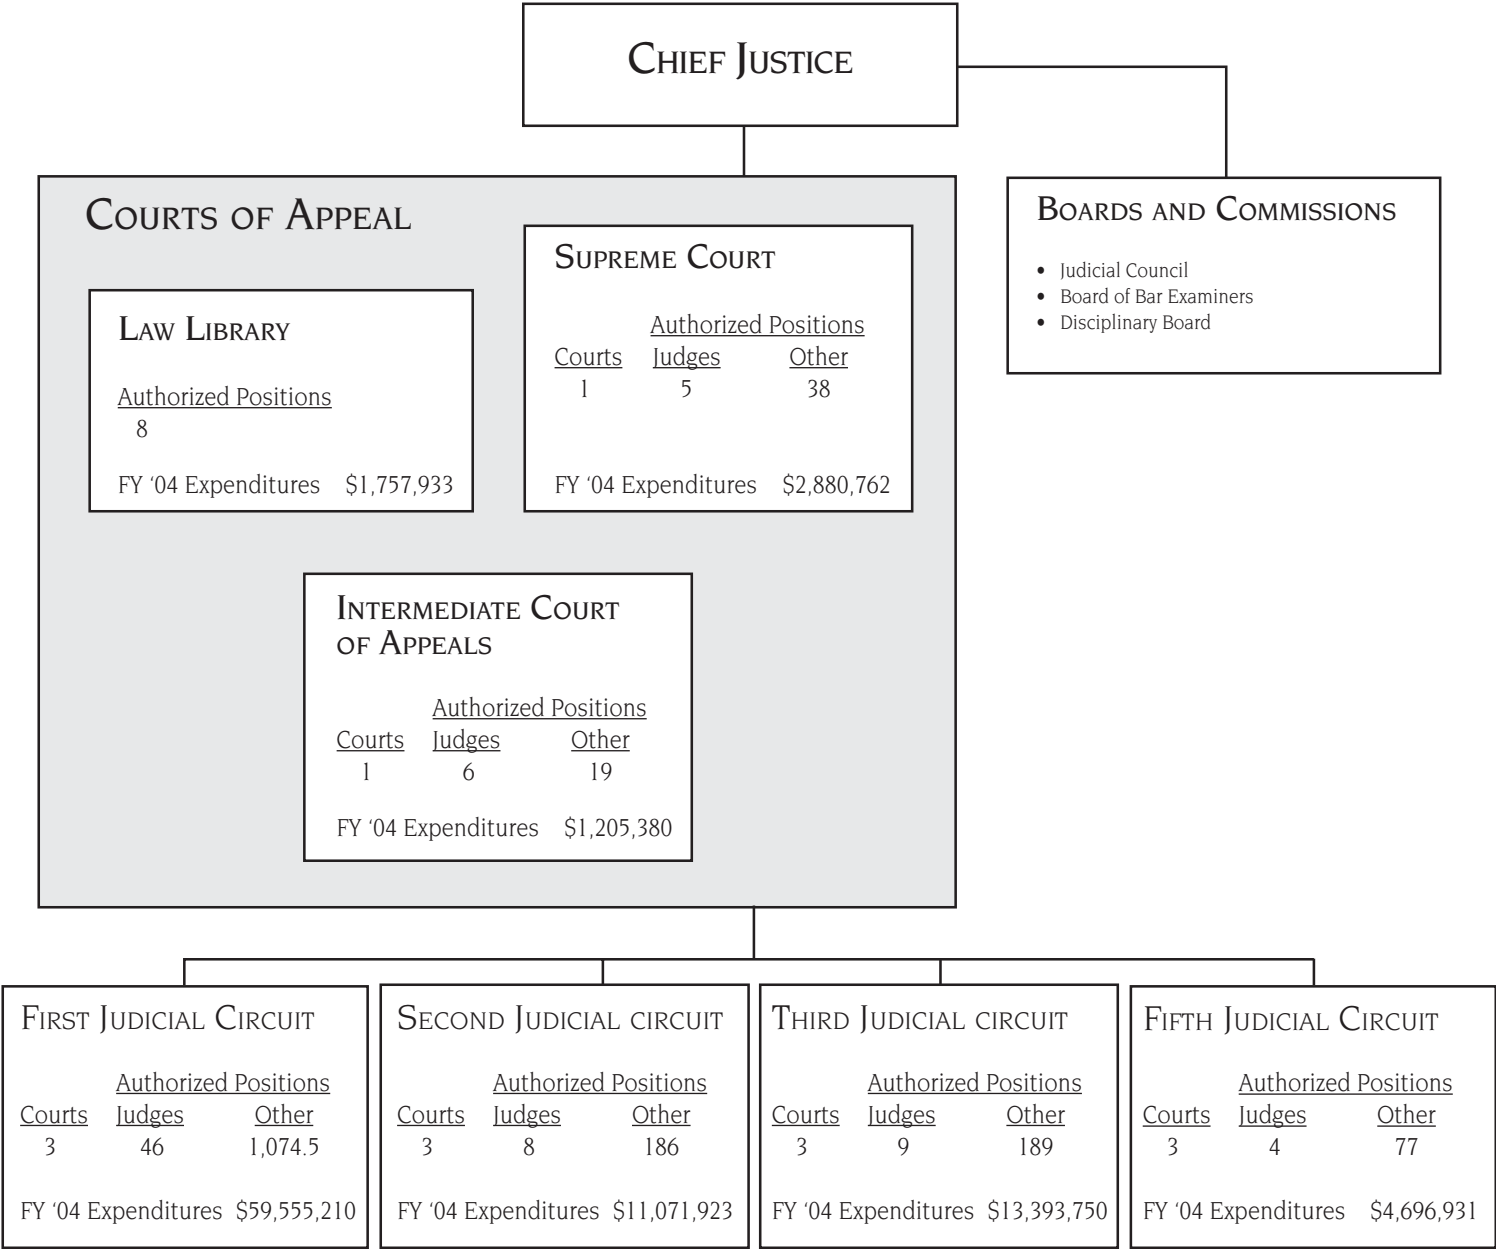 CHIEF JUSTICE
COURTS OF APPEAL
LAW LIBRARY
Authorized Positions
8
FY ‘04 Expenditures $1,757,933
SUPREME COURT
Authorized Positions
Courts Judges Other
1 5 38
FY ‘04 Expenditures $2,880,762
INTERMEDIATE COURT
OF APPEALS
Authorized Positions
Courts Judges Other
1 6 19
FY ‘04 Expenditures $1,205,380
BOARDS AND COMMISSIONS
• Judicial Council
• Board of Bar Examiners
• Disciplinary Board
FIRST JUDICIAL CIRCUIT
Authorized Positions
Courts Judges Other
3 46 1,074.5
FY ‘04 Expenditures $59,555,210
SECOND JUDICIAL CIRCUIT
Authorized Positions
Courts Judges Other
3 8 186
FY ‘04 Expenditures $11,071,923
THIRD JUDICIAL CIRCUIT
Authorized Positions
Courts Judges Other
3 9 189
FY ‘04 Expenditures $13,393,750
FIFTH JUDICIAL CIRCUIT
Authorized Positions
Courts Judges Other
3 4 77
FY ‘04 Expenditures $4,696,931